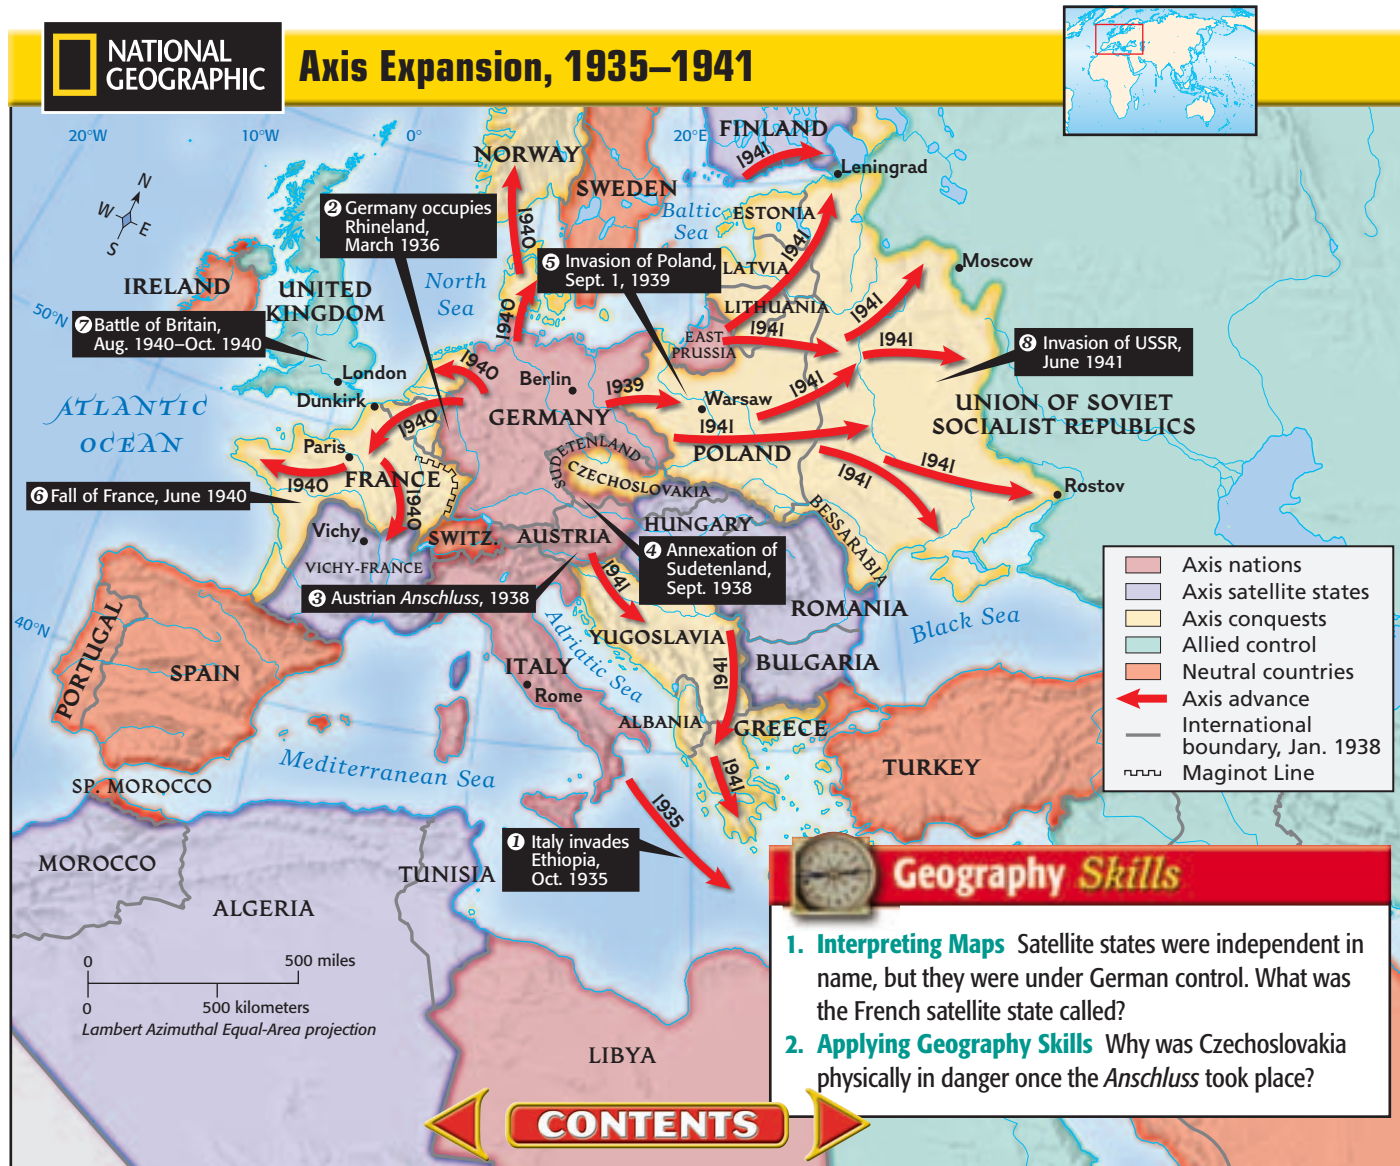 NATIONAL
GEOGRAPHIC
Axis Expansion, 1935–1941
20°W
10°W
0°
20°E
50°N
40°N
N
W
E
S
FINLAND
1941
Leningrad
NORWAY
SWEDEN
Baltic
Sea
ESTONIA
1940
1941
❷ Germany occupies
Rhineland,
March 1936
❺ Invasion of Poland,
Sept. 1, 1939
LATVIA
Moscow
North
Sea
IRELAND
UNITED
KINGDOM
LITHUANIA
1940
1941
1941
❼ Battle of Britain,
Aug. 1940–Oct. 1940
EAST
PRUSSIA
1941
❽ Invasion of USSR,
June 1941
London
1940
Berlin
1939
1941
Dunkirk
Warsaw
ATLANTIC
OCEAN
1940
GERMANY
1941
UNION OF SOVIET
SOCIALIST REPUBLICS
Paris
SUDETENLAND
POLAND
1940
FRANCE
CZECHOSLOVAKIA
1941
1941
❻ Fall of France, June 1940
1940
Rostov
Vichy
SWITZ.
AUSTRIA
HUNGARY
BESSARABIA
VICHY-FRANCE
❹ Annexation of
Sudetenland,
Sept. 1938
❸ Austrian Anschluss, 1938
1941
ROMANIA
Black Sea
PORTUGAL
SPAIN
Adriatic Sea
YUGOSLAVIA
ITALY
Rome
1941
BULGARIA
ALBANIA
GREECE
Mediterranean Sea
1941
TURKEY
SP. MOROCCO
1935
❶ Italy invades
Ethiopia,
Oct. 1935
MOROCCO
ALGERIA
TUNISIA
LIBYA
0
500 miles
0
500 kilometers
Lambert Azimuthal Equal-Area projection
Axis nations
Axis satellite states
Axis conquests
Allied control
Neutral countries
Axis advance
International
boundary, Jan. 1938
Maginot Line
Geography Skills
1. Interpreting Maps Satellite states were independent in
name, but they were under German control. What was
the French satellite state called?
2. Applying Geography Skills Why was Czechoslovakia
physically in danger once the Anschluss took place?
CONTENTS